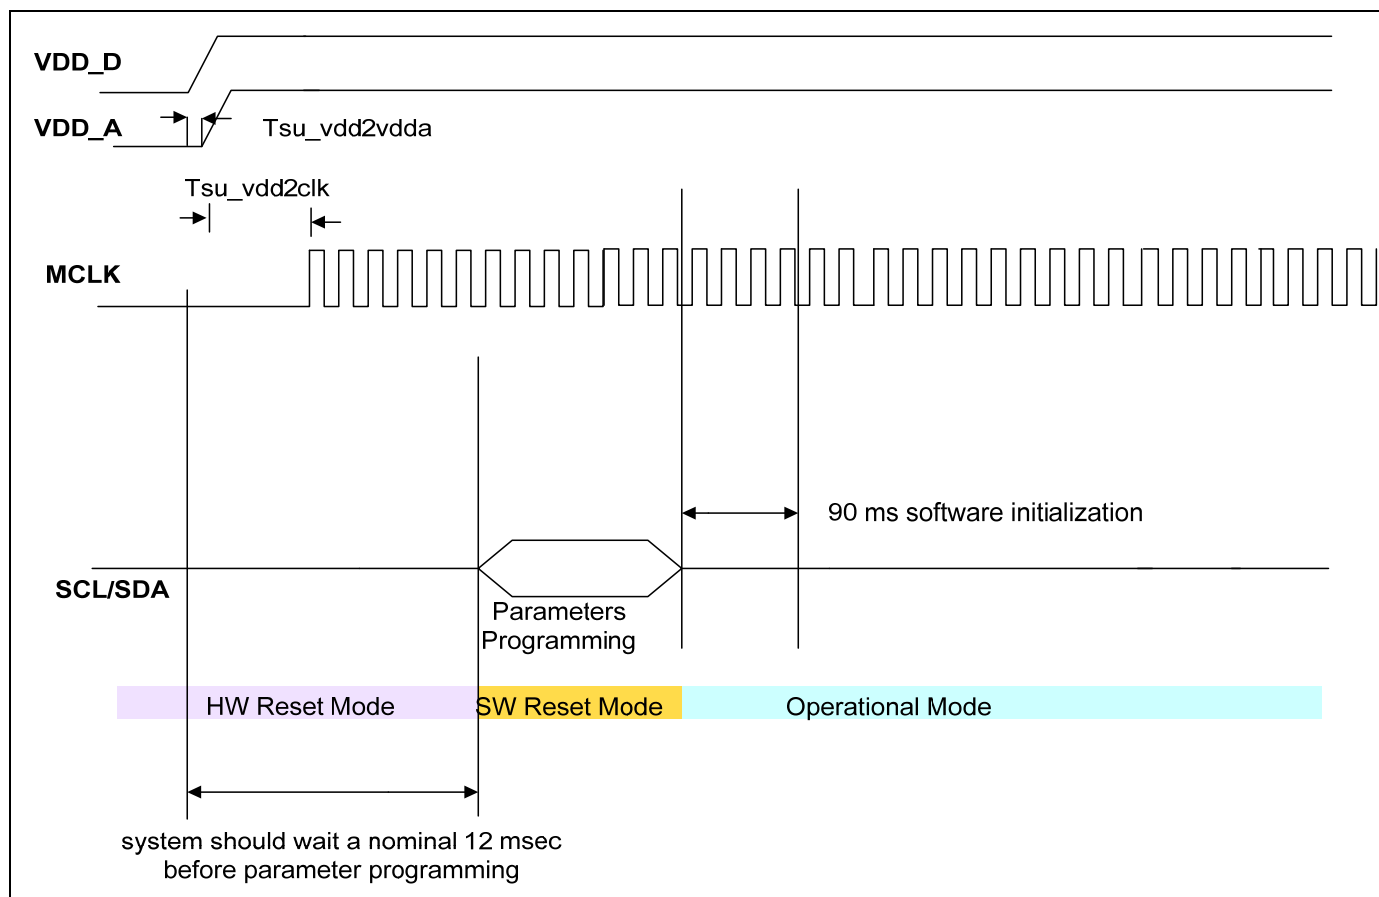 VDD_D
VDD_A
Tsu_vdd2vdda
Tsu_vdd2clk
MCLK
90 ms software initialization
SCL/SDA
Parameters
Programming
HW Reset Mode
SW Reset Mode
Operational Mode
system should wait a nominal 12 msec
before parameter programming